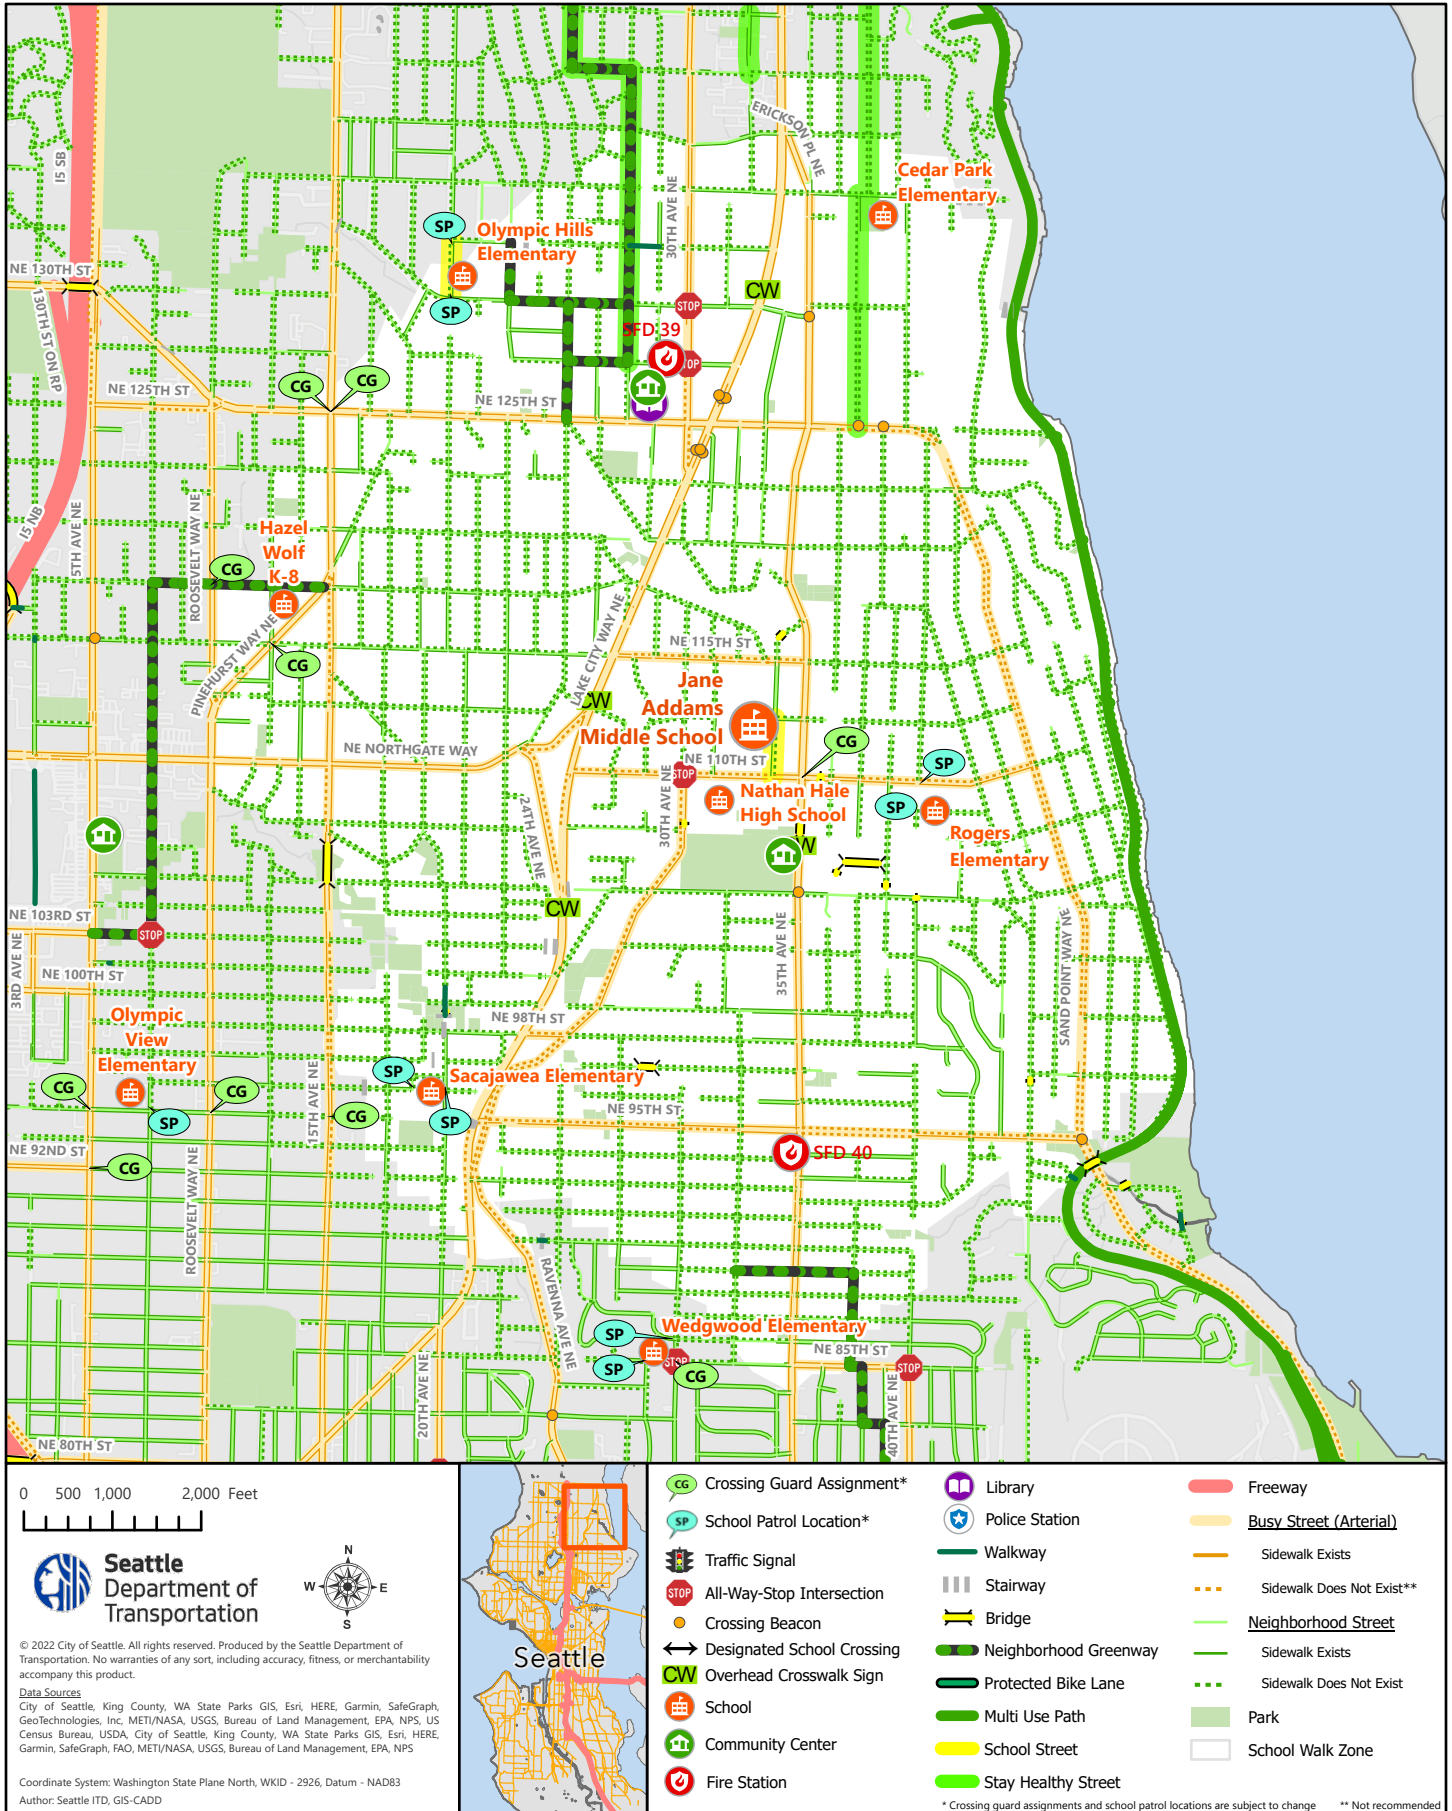 ERICKSON PL NE
I5 SB
Cedar Park
Elementary
30TH AVE NE
SP
Olympic Hills
Elementary
NE 130TH ST
CW
SP
STOP
130TH ST ON RP
SFD 39
CG
CG
NE 125TH ST
NE 125TH ST
I5 NB
5TH AVE NE
ROOSEVELT WAY NE
Hazel
Wolf
K-8
CG
LAKE CITY WAY NE
PINEHURST WAY NE
NE 115TH ST
CG
Jane
Addams
Middle School
CW
NE NORTHGATE WAY
CG
NE 110TH ST
STOP
SP
30TH AVE NE
Nathan Hale
High School
SP
24TH AVE NE
Rogers
Elementary
CW
NE 103RD ST
STOP
35TH AVE NE
SAND POINT WAY NE
3RD AVE NE
NE 100TH ST
Olympic
View
Elementary
NE 98TH ST
SP
Sacajawea Elementary
CG
CG
15TH AVE NE
CG
NE 95TH ST
SP
SP
NE 92ND ST
SFD 40
CG
ROOSEVELT WAY NE
RAVENNA AVE NE
SP
Wedgwood Elementary
NE 85TH ST
SP
STOP
STOP
CG
20TH AVE NE
40TH AVE NE
NE 80TH ST
0 500 1,000 2,000 Feet
Seattle
Department of
Transportation
N
W E
S
© 2022 City of Seattle. All rights reserved. Produced by the Seattle Department of
Transportation. No warranties of any sort, including accuracy, fitness, or merchantability
accompany this product.
Data Sources
City of Seattle, King County, WA State Parks GIS, Esri, HERE, Garmin, SafeGraph,
GeoTechnologies, Inc, METI/NASA, USGS, Bureau of Land Management, EPA, NPS, US
Census Bureau, USDA, City of Seattle, King County, WA State Parks GIS, Esri, HERE,
Garmin, SafeGraph, FAO, METI/NASA, USGS, Bureau of Land Management, EPA, NPS
Coordinate System: Washington State Plane North, WKID - 2926, Datum - NAD83
Author: Seattle ITD, GIS-CADD
Seattle
CG Crossing Guard Assignment*
SP School Patrol Location*
Traffic Signal
STOP All-Way-Stop Intersection
Crossing Beacon
Designated School Crossing
CW Overhead Crosswalk Sign
School
Community Center
Fire Station
Library
Police Station
Walkway
Stairway
Bridge
Neighborhood Greenway
Protected Bike Lane
Multi Use Path
School Street
Stay Healthy Street
Freeway
Busy Street (Arterial)
Sidewalk Exists
Sidewalk Does Not Exist**
Neighborhood Street
Sidewalk Exists
Sidewalk Does Not Exist
Park
School Walk Zone
* Crossing guard assignments and school patrol locations are subject to change ** Not recommended